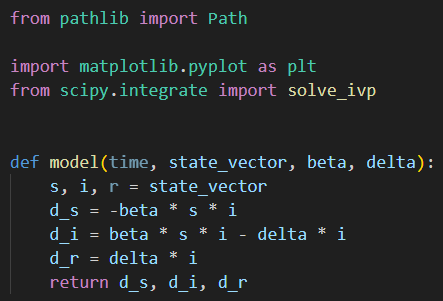 from pathlib import Path
import matplotlib.pyplot as plt
from scipy.integrate import solve_ivp
def model(time, state_vector, beta, delta):
    s, i, r = state_vector
    d_s = -beta * s * i
    d_i = beta * s * i - delta * i
    d_r = delta * i
    return d_s, d_i, d_r